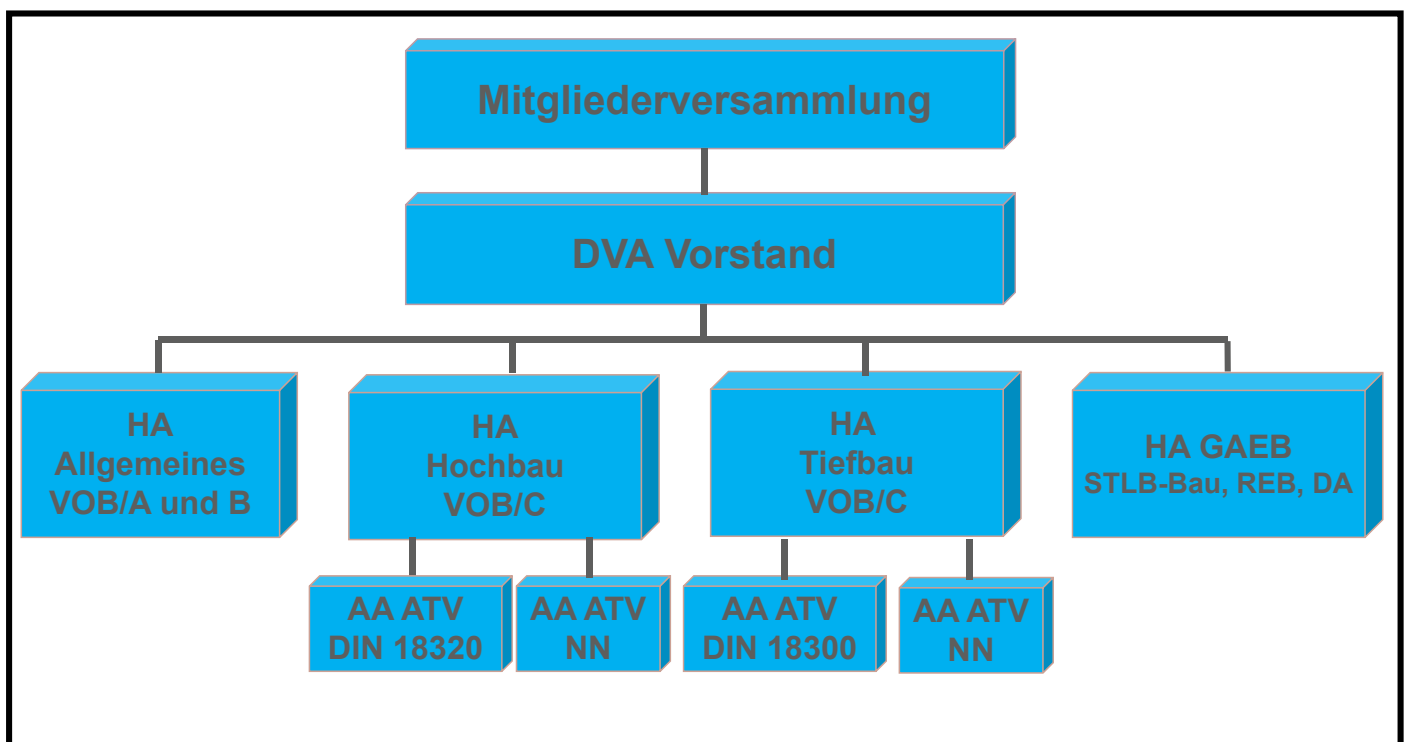 Mitgliederversammlung
DVA Vorstand
HA
Allgemeines
VOB/A und B
HA
Hochbau
VOB/C
HA
Tiefbau
VOB/C
HA GAEB
STLB-Bau, REB, DA
AA ATV
DIN 18320
AA ATV
NN
AA ATV
DIN 18300
AA ATV
NN